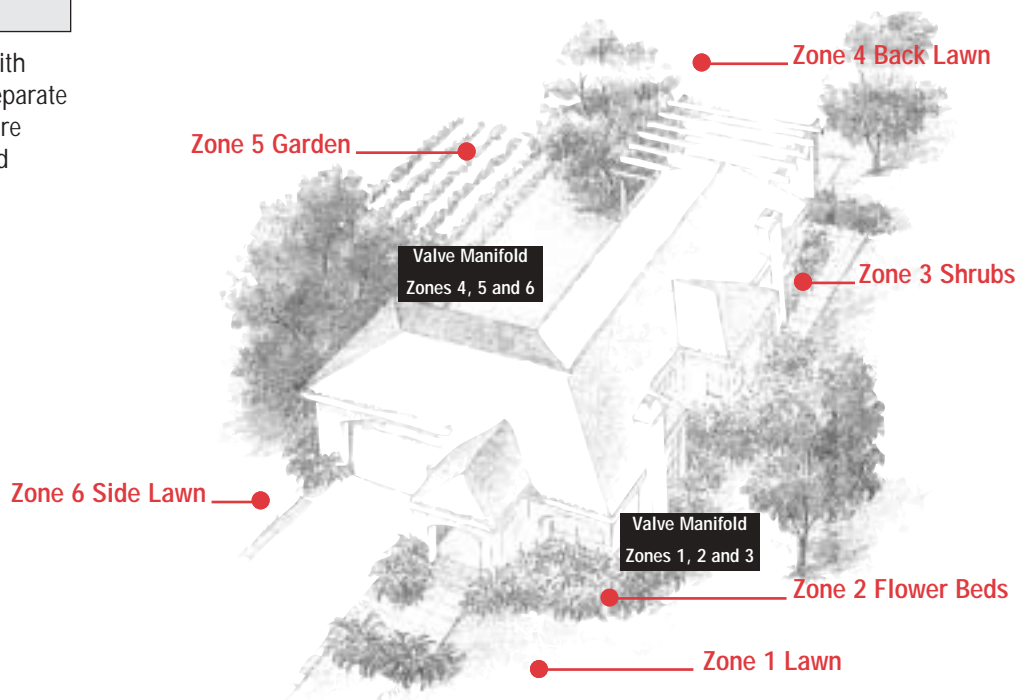 ith
eparate
re
d
Zone 4 Back Lawn
Zone 5 Garden
Valve Manifold
Zones 4, 5 and 6
Zone 3 Shrubs
Zone 6 Side Lawn
Valve Manifold
Zones 1, 2 and 3
Zone 2 Flower Beds
Zone 1 Lawn